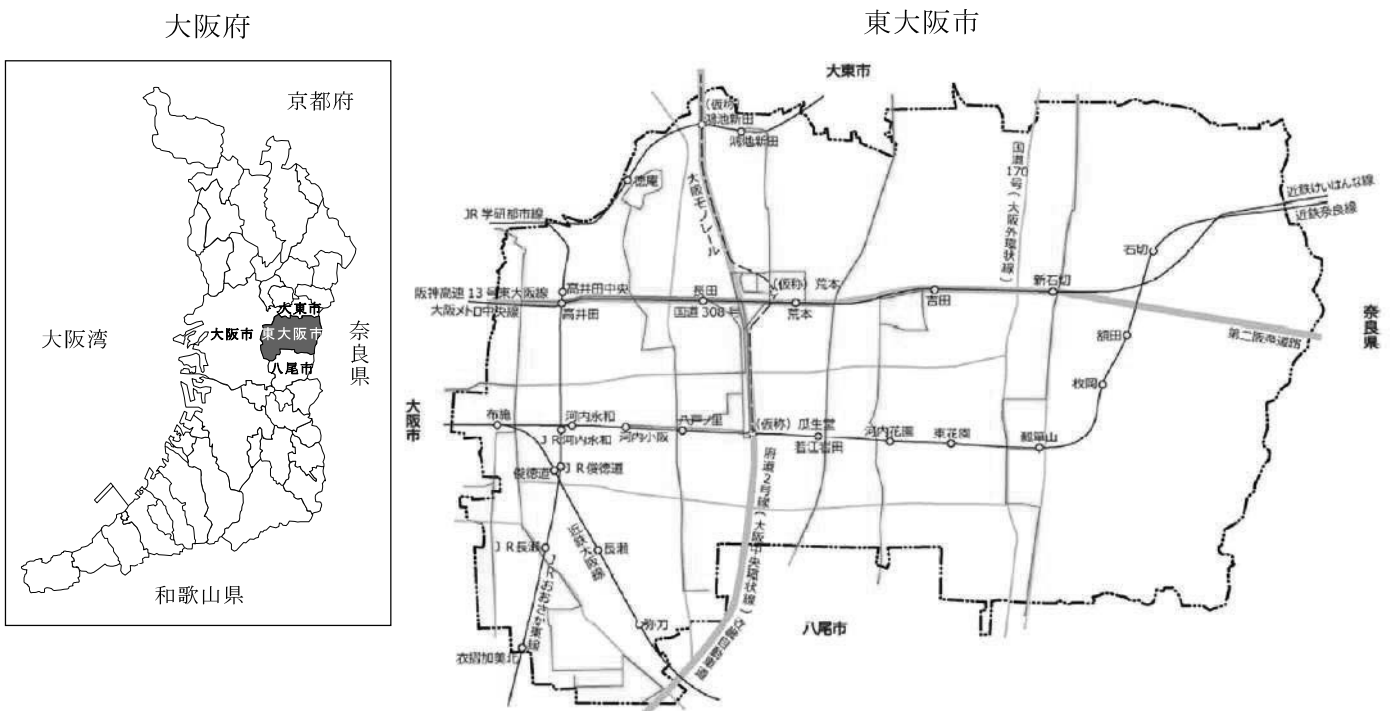 大阪府
京都府
大東市
大阪市
東大阪市
八尾市
大阪湾
奈良県
和歌山県
東大阪市
大東市
(仮称)
鴻池新田
鴻池新田
徳庵
大阪モノレール
国道170号(大阪外環状線)
近鉄けいはんな線
近鉄奈良線
JR学研都市線
石切
阪神高速13号東大阪線
大阪メトロ中央線
高井田中央
高井田
長田
国道308号
(仮称) 荒本
荒本
吉田
新石切
第二阪奈道路
奈良県
額田
枚岡
大阪市
布施
河内永和
JR河内永和
河内小阪
八戸ノ里
(仮称) 瓜生堂
若江岩田
河内花園
東花園
瓢箪山
俊徳道
JR俊徳道
府道2号線(大阪中央環状線)
近畿自動車道
JR長瀬
長瀬
近鉄大阪線
JRおおさか東線
弥刀
衣摺加美北
八尾市